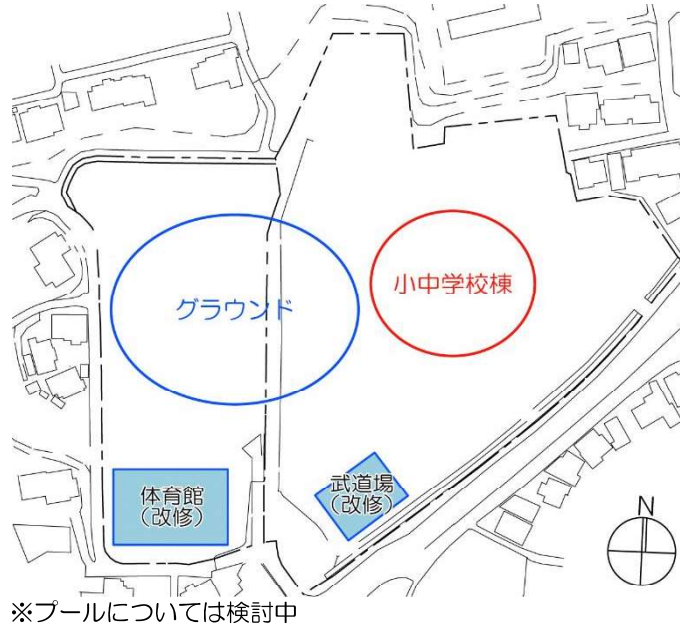 グラウンド
小中学校棟
体育館
(改修)
武道場
(改修)
N
※プールについては検討中